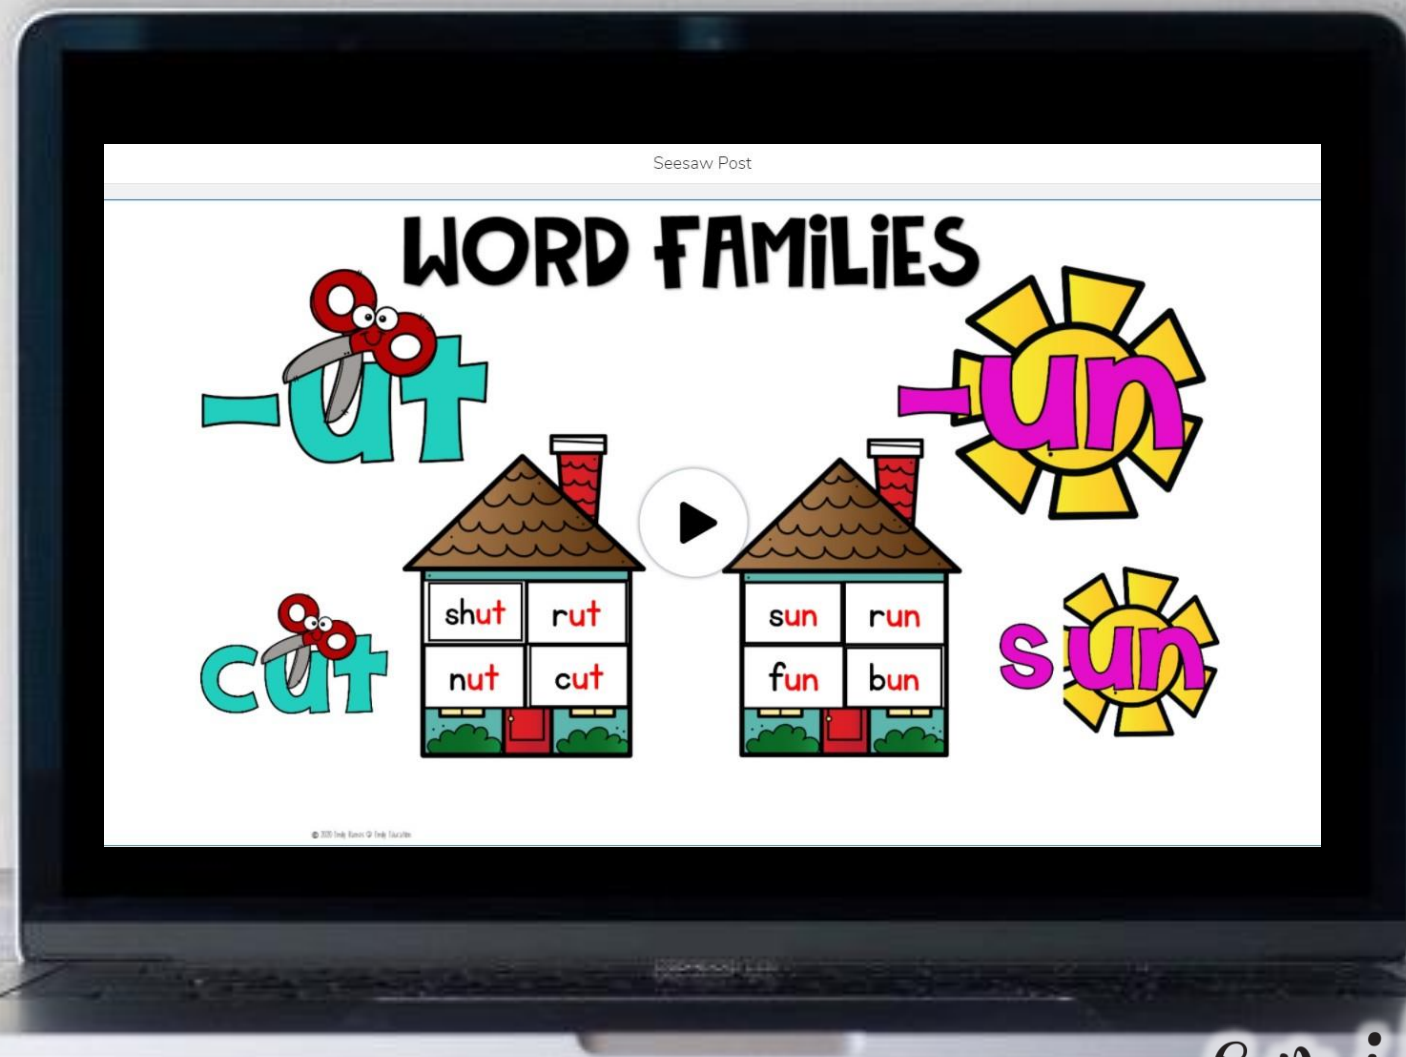 Seesaw Post
WORD FAMILIES
-ut
-un
shut rut
nut cut
sun run
fun bun
cut
sun